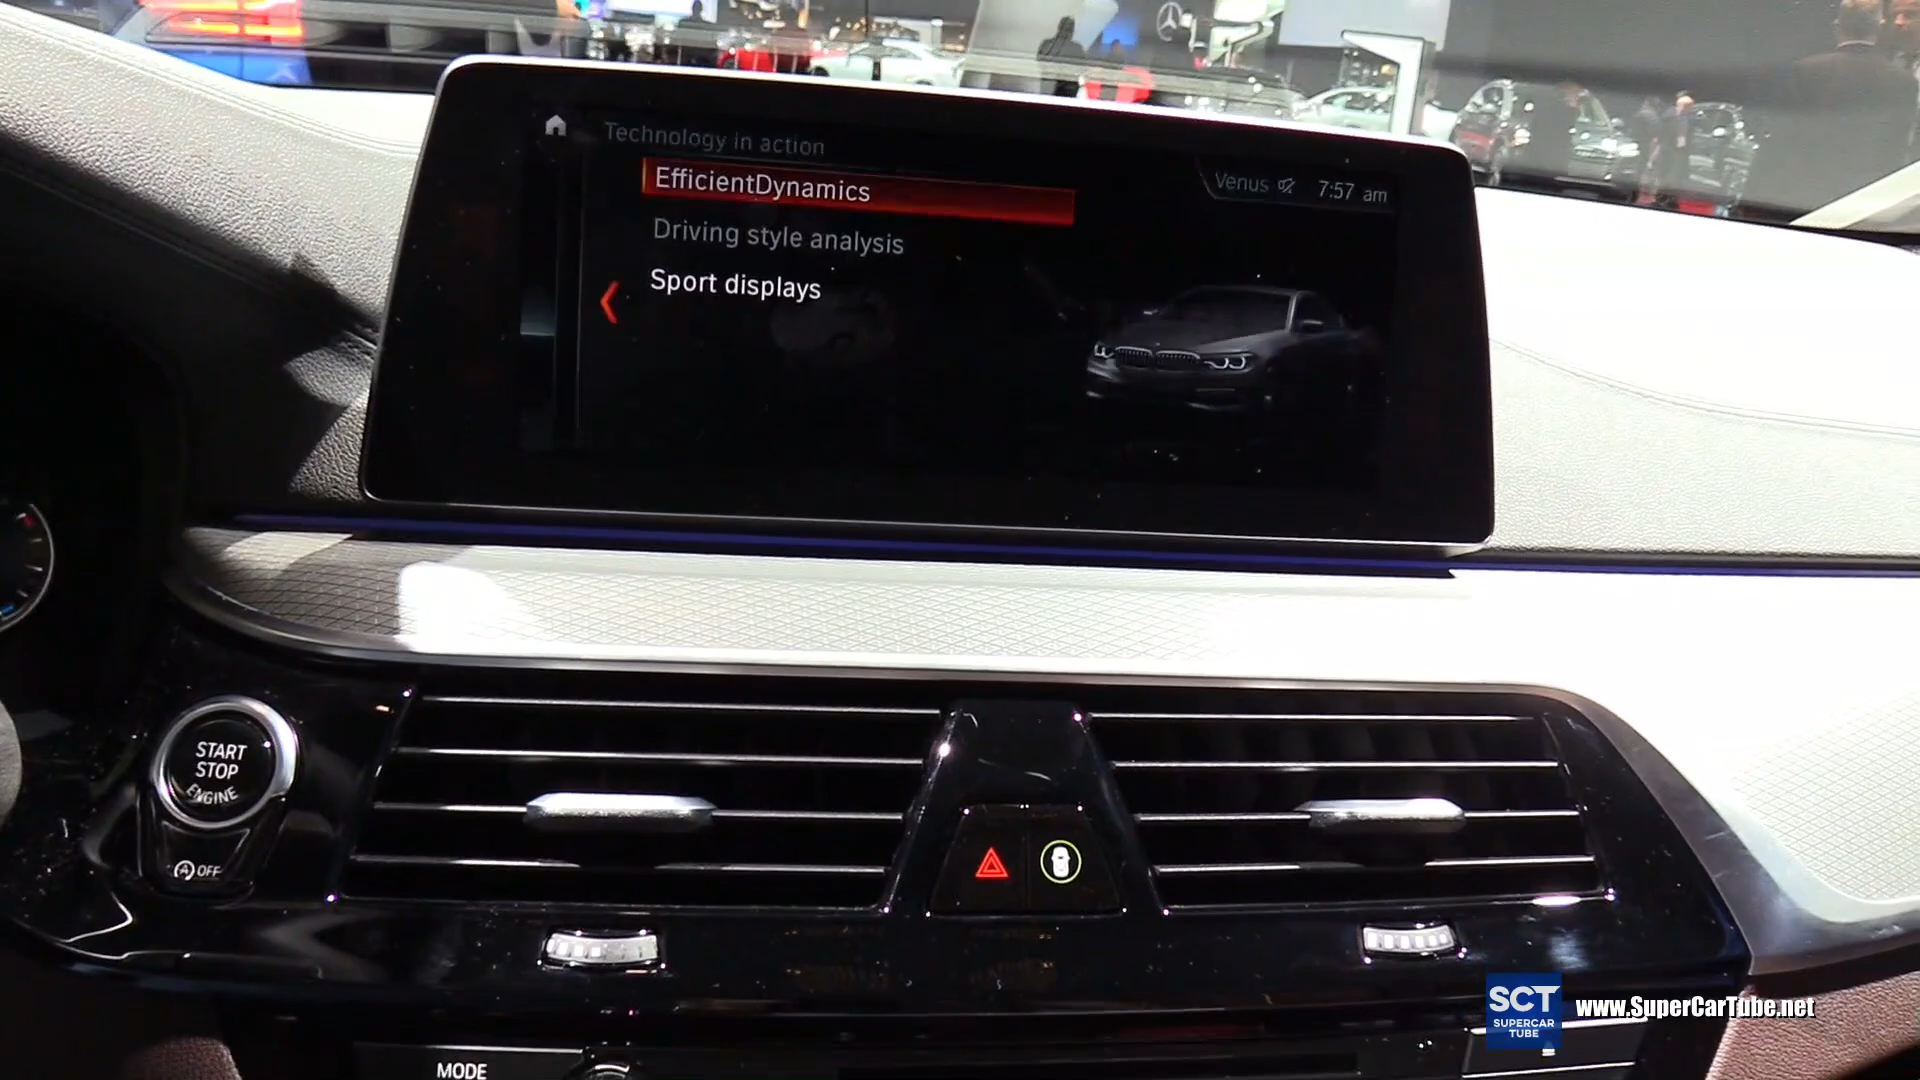 Technology in action
EfficientDynamics
Venus 7:57 am
Driving style analysis
Sport displays
START
STOP
ENGINE
A OFF
MODE
SCT
SUPERCAR
TUBE
www.SuperCarTube.net